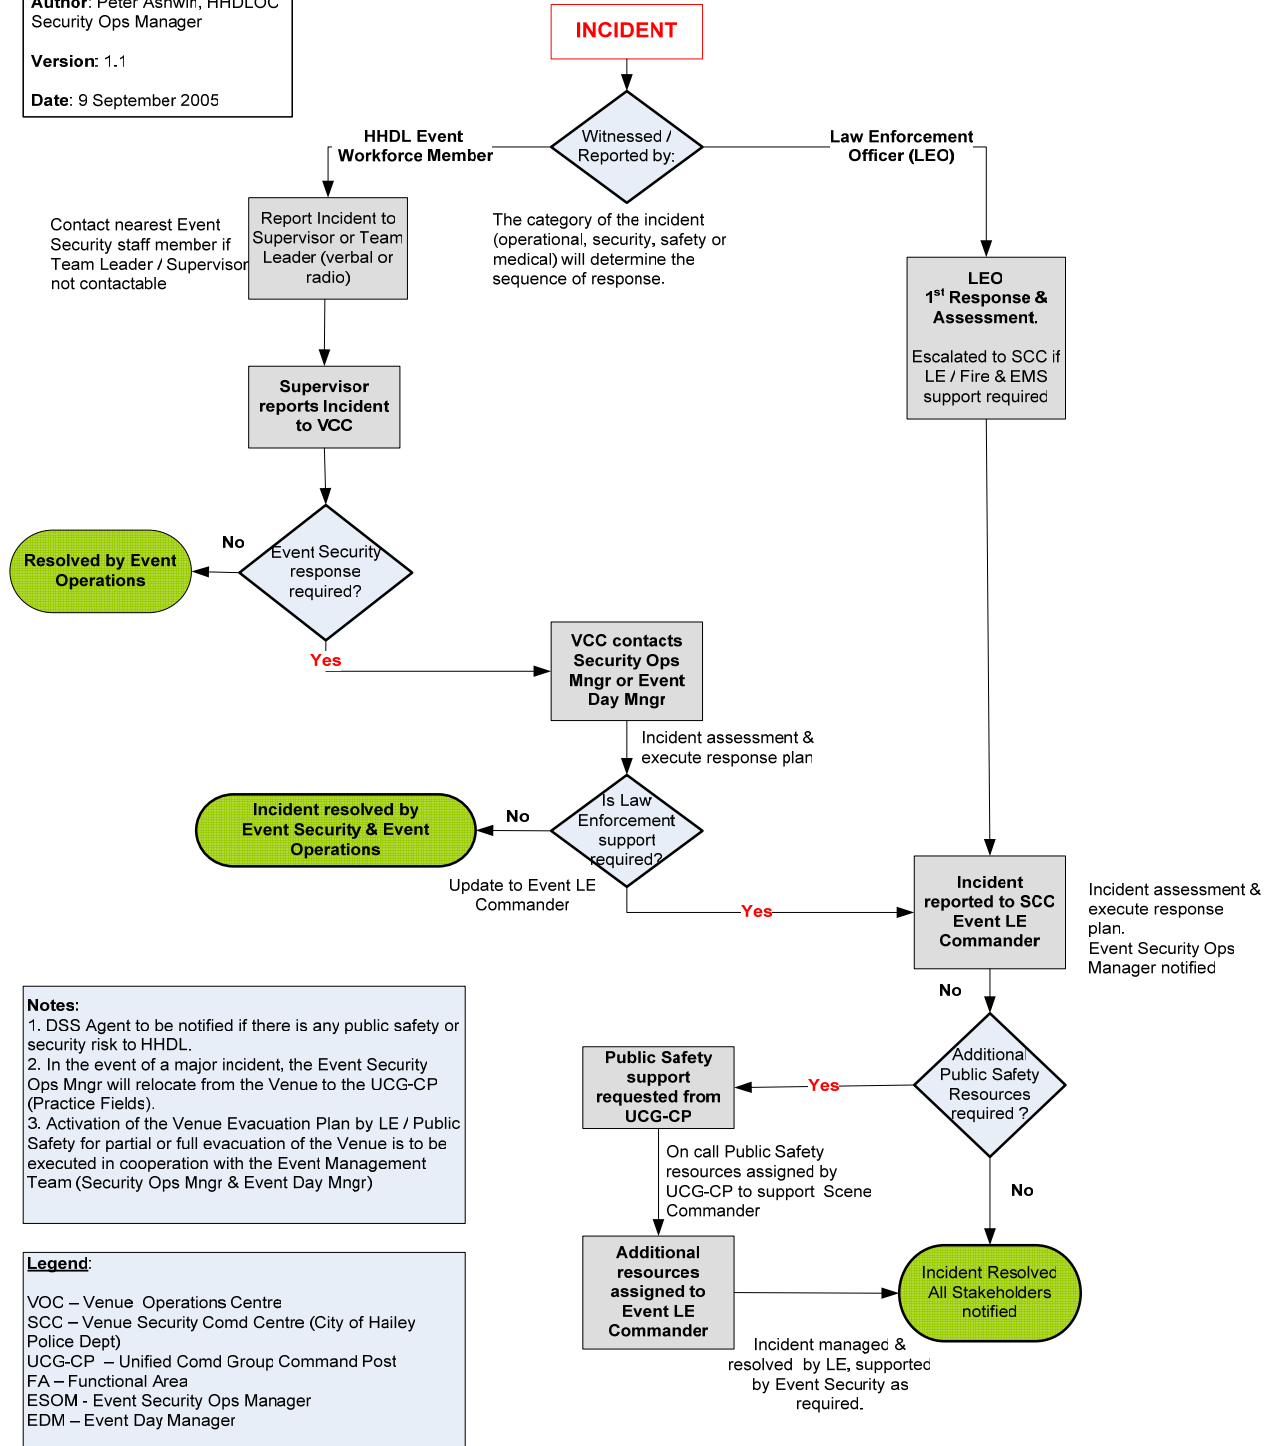 Author: Peter Ashwin, HHDLOC
Security Ops Manager
Version: 1.1
Date: 9 September 2005
INCIDENT
Witnessed /
Reported by:
HHDL Event
Workforce Member
Law Enforcement
Officer (LEO)
The category of the incident
(operational, security, safety or
medical) will determine the
sequence of response.
Contact nearest Event
Security staff member if
Team Leader / Supervisor
not contactable
Report Incident to
Supervisor or Team
Leader (verbal or
radio)
LEO
1st Response &
Assessment.
Escalated to SCC if
LE / Fire & EMS
support required
Supervisor
reports Incident
to VCC
Event Security
response
required?
No
Resolved by Event
Operations
Yes
VCC contacts
Security Ops
Mngr or Event
Day Mngr
Incident assessment &
execute response plan
Is Law
Enforcement
support
required?
No
Incident resolved by
Event Security & Event
Operations
Update to Event LE
Commander
Yes
Incident
reported to SCC
Event LE
Commander
Incident assessment &
execute response
plan.
Event Security Ops
Manager notified
No
Additional
Public Safety
Resources
required ?
Yes
Public Safety
support
requested from
UCG-CP
On call Public Safety
resources assigned by
UCG-CP to support Scene
Commander
No
Additional
resources
assigned to
Event LE
Commander
Incident Resolved
All Stakeholders
notified
Incident managed &
resolved by LE, supported
by Event Security as
required.
Notes:
1. DSS Agent to be notified if there is any public safety or
security risk to HHDL.
2. In the event of a major incident, the Event Security
Ops Mngr will relocate from the Venue to the UCG-CP
(Practice Fields).
3. Activation of the Venue Evacuation Plan by LE / Public
Safety for partial or full evacuation of the Venue is to be
executed in cooperation with the Event Management
Team (Security Ops Mngr & Event Day Mngr)
Legend:
VOC – Venue Operations Centre
SCC – Venue Security Comd Centre (City of Hailey
Police Dept)
UCG-CP – Unified Comd Group Command Post
FA – Functional Area
ESOM - Event Security Ops Manager
EDM – Event Day Manager